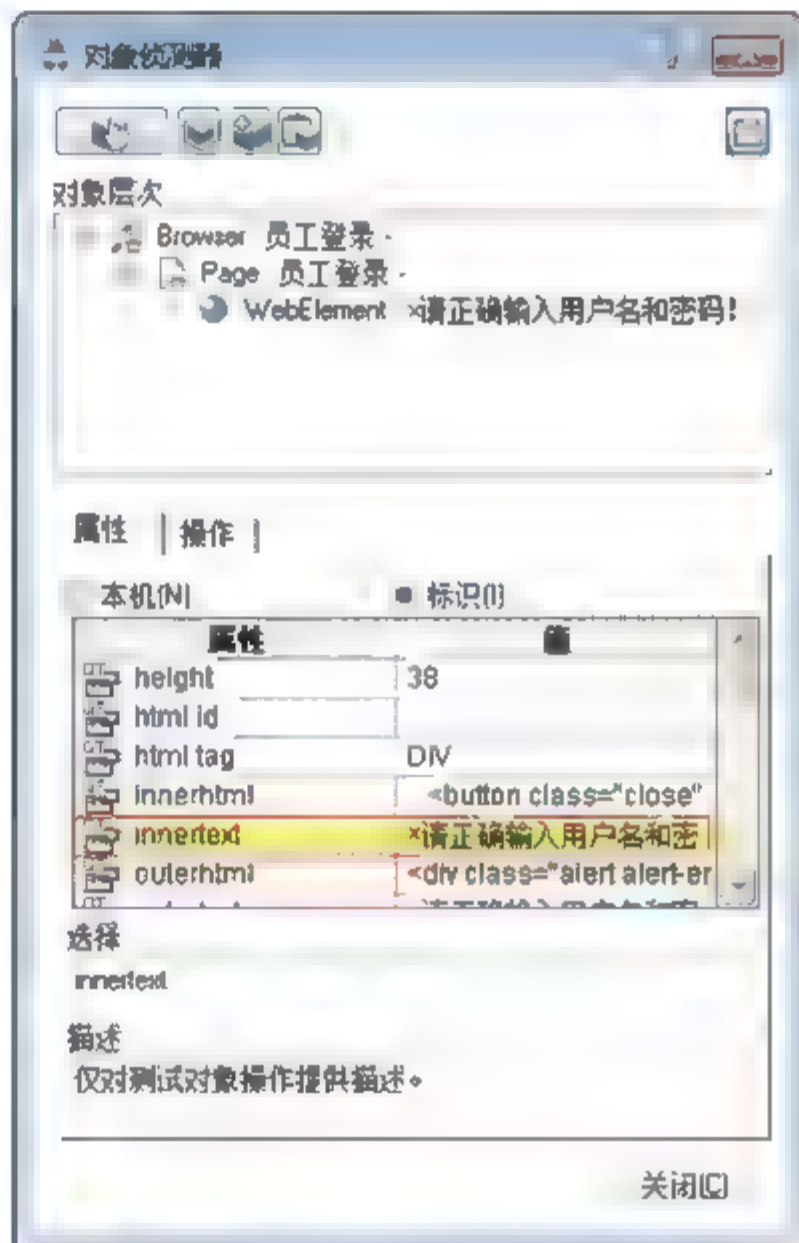 对象侦测器
对象层次
Browser 员工登录
Page 员工登录
WebElement ×请正确输入用户名和密码!
属性 操作
本机(N) 标识(I)
属性 值
height 38
html id
html tag DIV
innerhtml <button class="close"
innertext ×请正确输入用户名和密
outerhtml <div class="alert alert-er
选择
innertext
描述
仅对测试对象操作提供描述。
关闭(C)